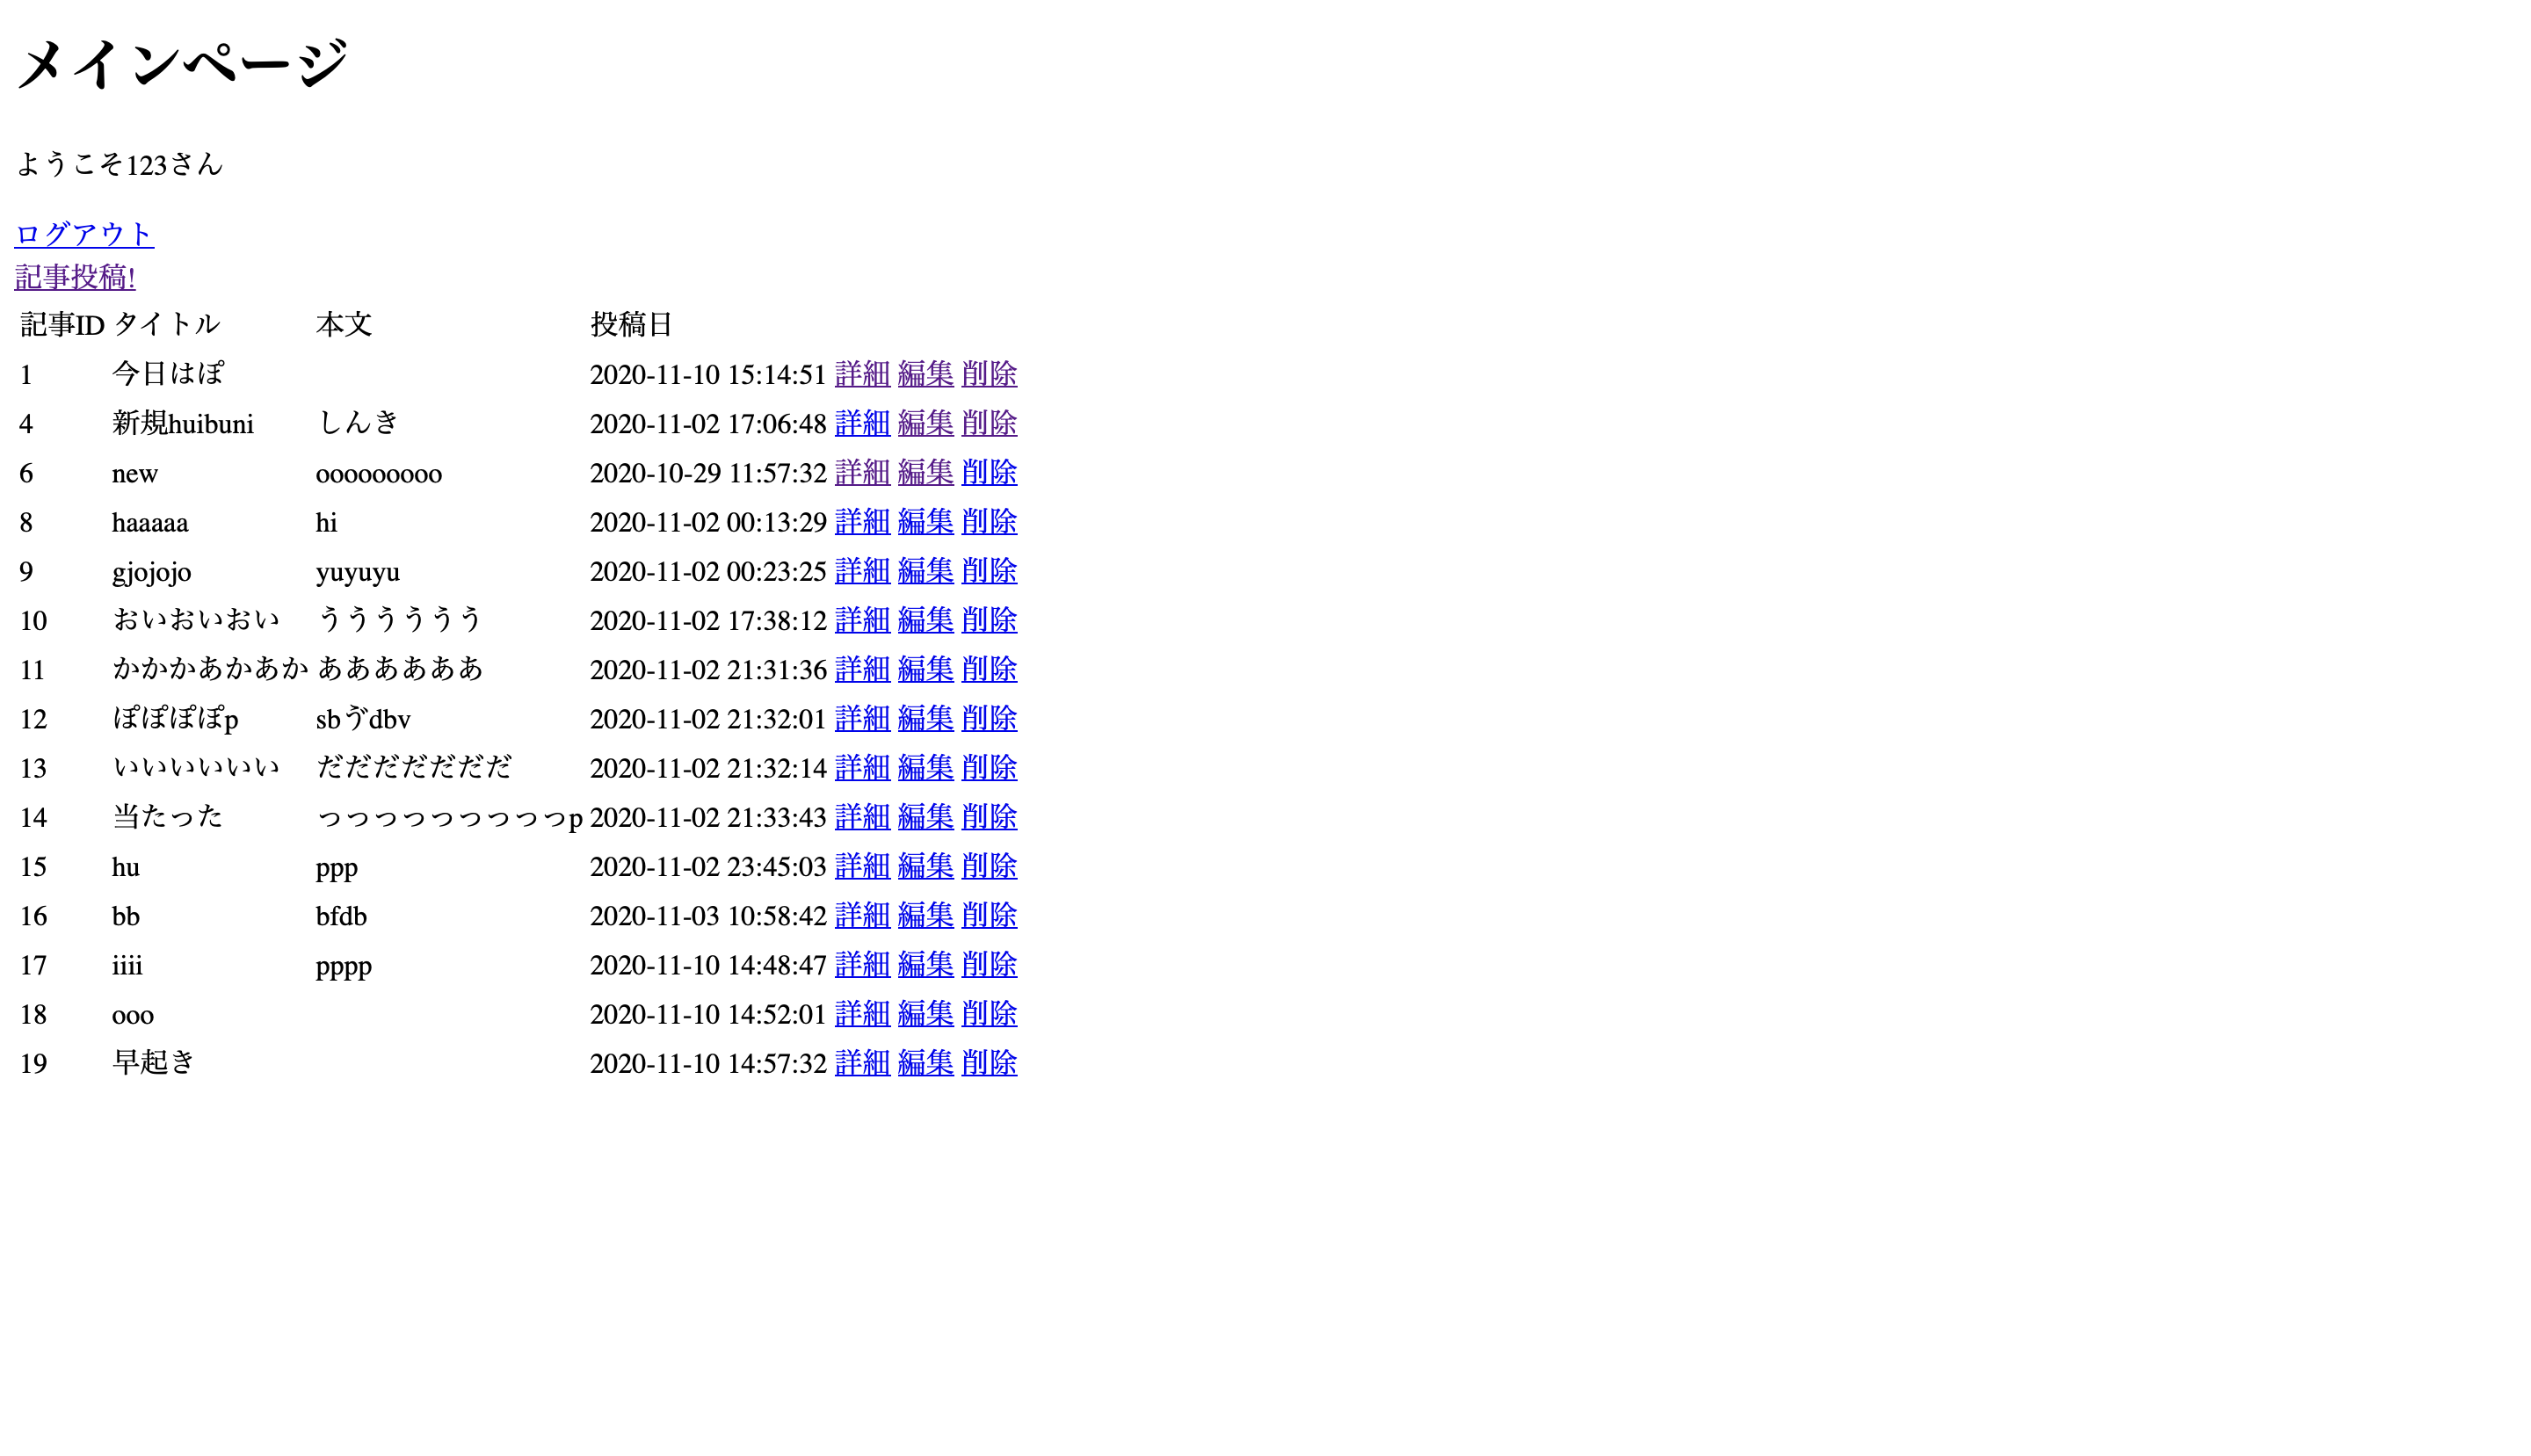 メインページ
ようこそ123さん
ログアウト
記事投稿!
記事ID タイトル 本文 投稿日
1 今日はぽ 2020-11-10 15:14:51 詳細 編集 削除
4 新規huibuni しんき 2020-11-02 17:06:48 詳細 編集 削除
6 new ooooooooo 2020-10-29 11:57:32 詳細 編集 削除
8 haaaaa hi 2020-11-02 00:13:29 詳細 編集 削除
9 gjojojo yuyuyu 2020-11-02 00:23:25 詳細 編集 削除
10 おいおいおい うううううう 2020-11-02 17:38:12 詳細 編集 削除
11 かかかあかあか ああああああ 2020-11-02 21:31:36 詳細 編集 削除
12 ぽぽぽぽp sbゔdbv 2020-11-02 21:32:01 詳細 編集 削除
13 いいいいいい だだだだだだだ 2020-11-02 21:32:14 詳細 編集 削除
14 当たった っっっっっっっっっp 2020-11-02 21:33:43 詳細 編集 削除
15 hu ppp 2020-11-02 23:45:03 詳細 編集 削除
16 bb bfdb 2020-11-03 10:58:42 詳細 編集 削除
17 iiii pppp 2020-11-10 14:48:47 詳細 編集 削除
18 ooo 2020-11-10 14:52:01 詳細 編集 削除
19 早起き 2020-11-10 14:57:32 詳細 編集 削除